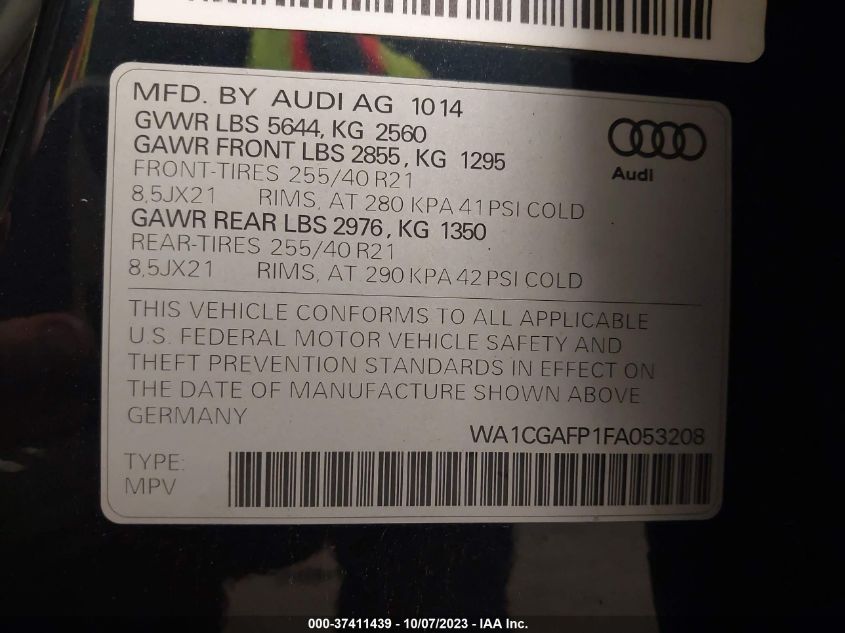 MFD. BY AUDI AG 1014
GVWR LBS 5644, KG 2560
GAWR FRONT LBS 2855, KG 1295
FRONT-TIRES 255/40 R21
8,5JX21 RIMS, AT 280 KPA 41 PSI COLD
GAWR REAR LBS 2976, KG 1350
REAR-TIRES 255/40 R21
8,5JX21 RIMS, AT 290 KPA 42 PSI COLD
Audi
THIS VEHICLE CONFORMS TO ALL APPLICABLE
U.S. FEDERAL MOTOR VEHICLE SAFETY AND
THEFT PREVENTION STANDARDS IN EFFECT ON
THE DATE OF MANUFACTURE SHOWN ABOVE
GERMANY
WA1CGAFP1FA053208
TYPE:
MPV
000-37411439 - 10/07/2023 - IAA Inc.